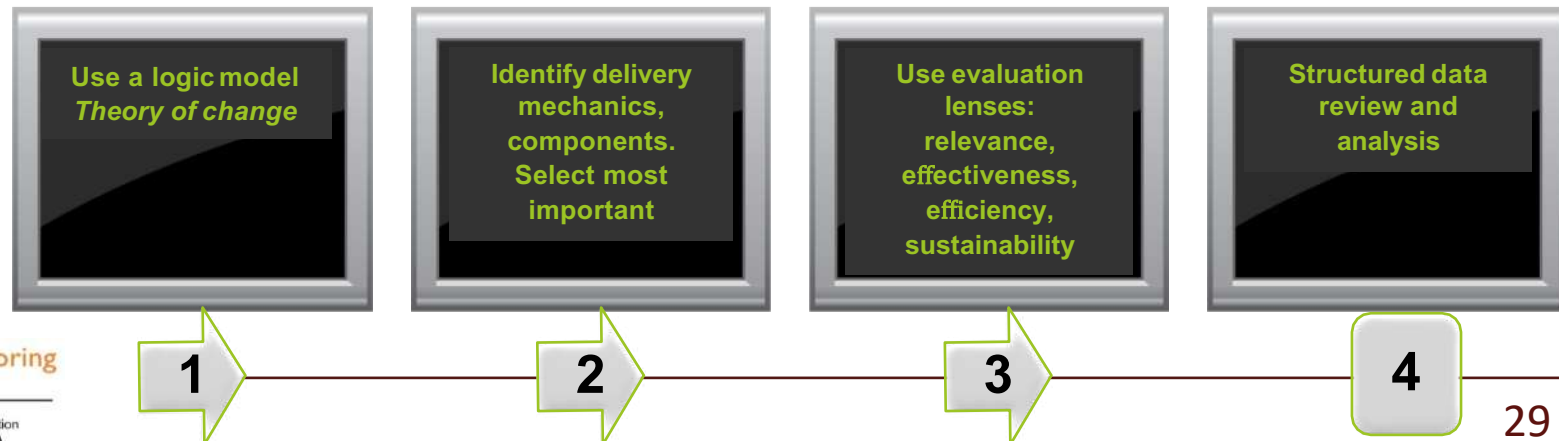 Use a logic model
Theory of change
Identify delivery
mechanics,
components.
Select most
important
Use evaluation
lenses:
relevance,
effectiveness,
efficiency,
sustainability
Structured data
review and
analysis
1
2
3
4
29